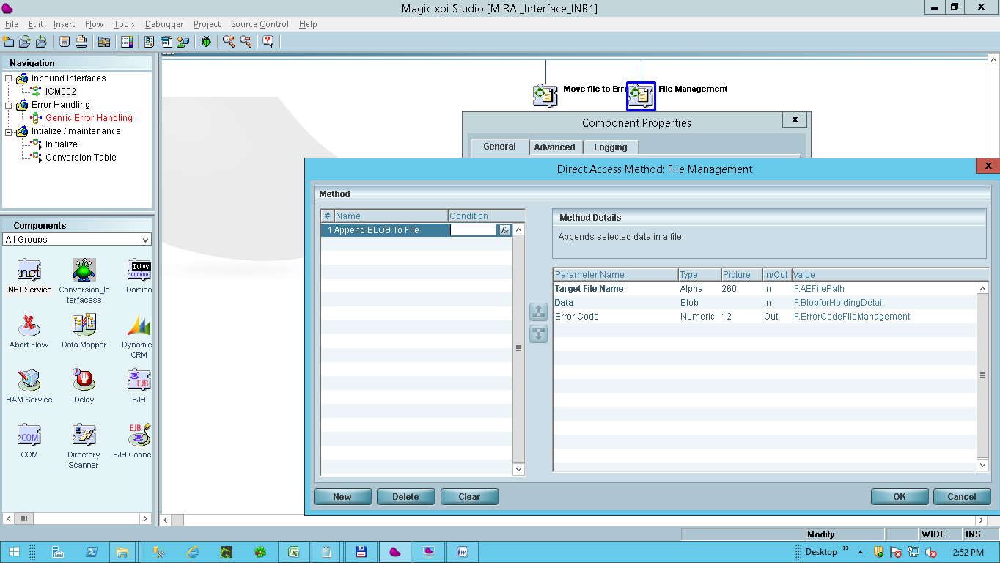 Magic xpi Studio [MiRAI_Interface_INB1]
File Edit Insert Flow Tools Debugger Project Source Control Help
Navigation
Inbound Interfaces
ICM002
Error Handling
Genric Error Handling
Intialize / maintenance
Initialize
Conversion Table
Components
All Groups
.NET Service
Conversion_In
terfacess
Domino
Abort Flow
Data Mapper
Dynamic
CRM
BAM Service
Delay
EJB
COM
Directory
Scanner
EJB Conne
Move file to Erro
File Management
Component Properties
General Advanced Logging
Direct Access Method: File Management
Method
# Name Condition
1 Append BLOB To File
Method Details
Appends selected data in a file.
Parameter Name Type Picture In/Out Value
Target File Name Alpha 260 In F.AEFilePath
Data Blob In F.BlobforHoldingDetail
Error Code Numeric 12 Out F.ErrorCodeFileManagement
New Delete Clear OK Cancel
Modify WIDE INS
Desktop 2:52 PM